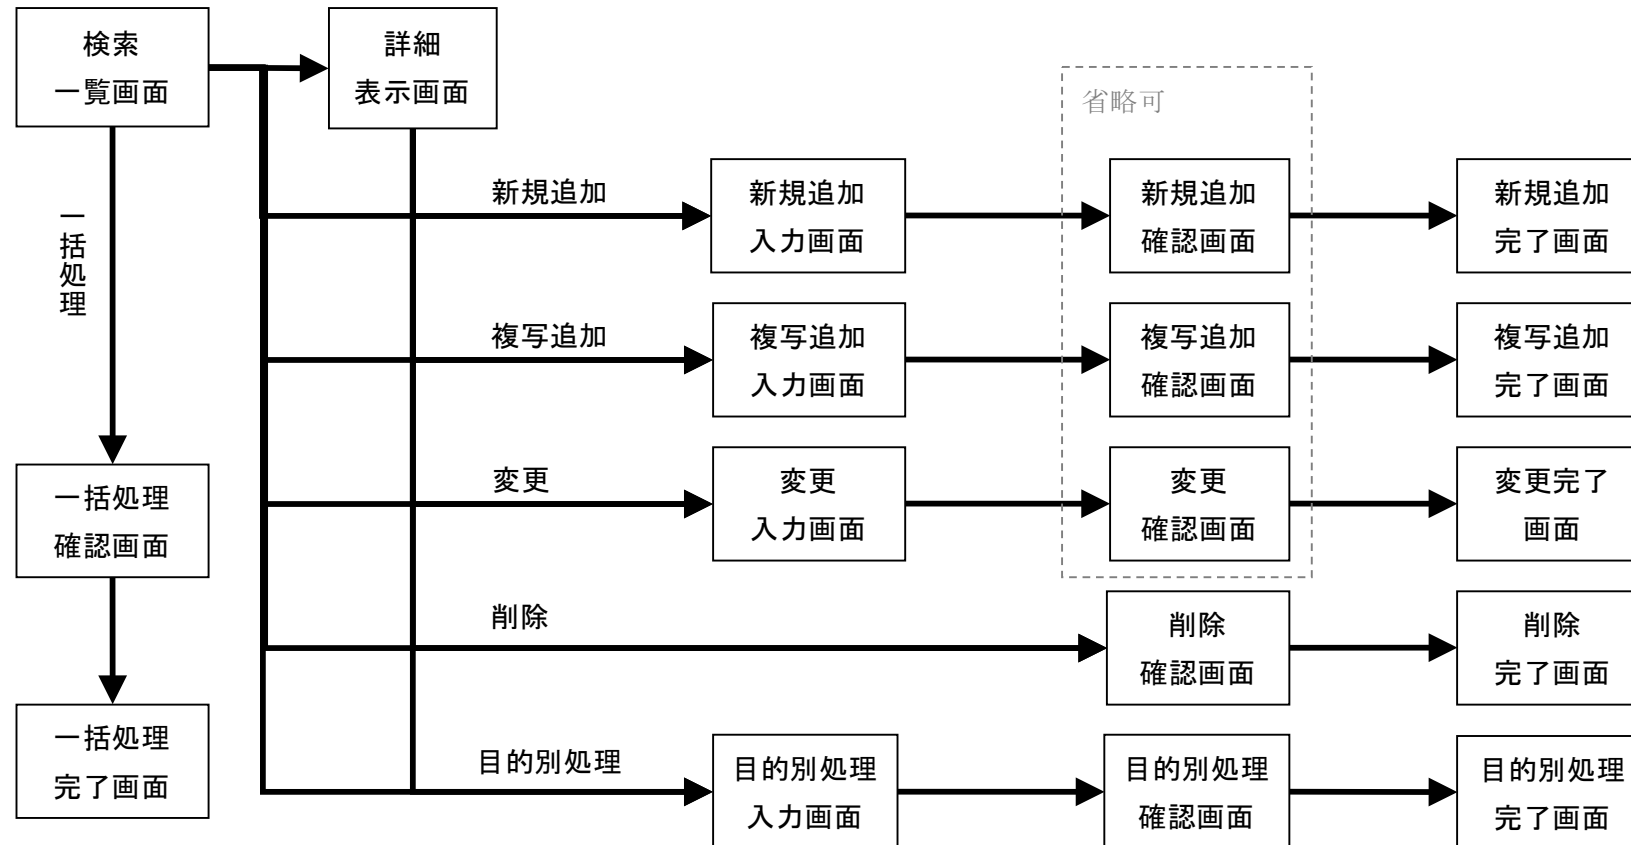 検索
一覧画面
詳細
表示画面
省略可
新規追加
新規追加
入力画面
新規追加
確認画面
新規追加
完了画面
一括処理
複写追加
複写追加
入力画面
複写追加
確認画面
複写追加
完了画面
変更
変更
入力画面
変更
確認画面
変更完了
画面
一括処理
確認画面
削除
削除
確認画面
削除
完了画面
一括処理
完了画面
目的別処理
目的別処理
入力画面
目的別処理
確認画面
目的別処理
完了画面